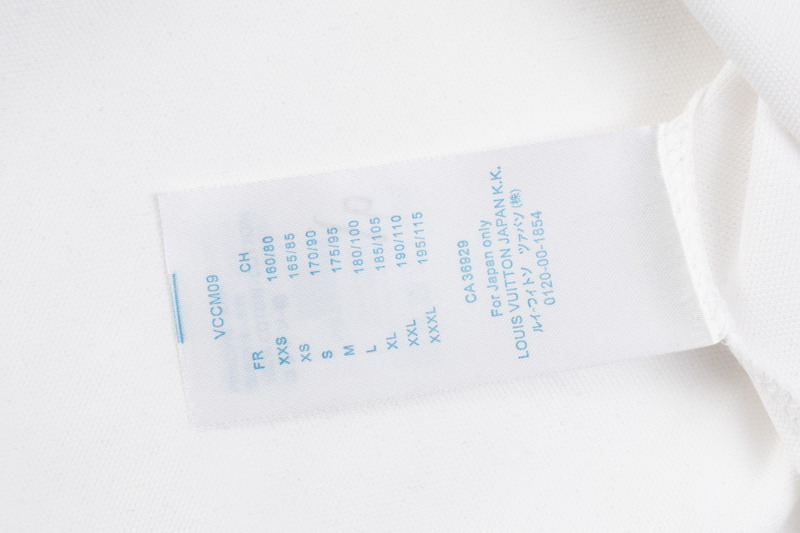 VCCM09
FR CH
XXS 160/80
XS 165/85
S 170/90
M 175/95
L 180/100
XL 185/105
XXL 190/110
XXXL 195/115
CA 36929
For Japan only
LOUIS VUITTON JAPAN K.K.
ルイ･ヴィトン ジャパン (株)
0120-00-1854